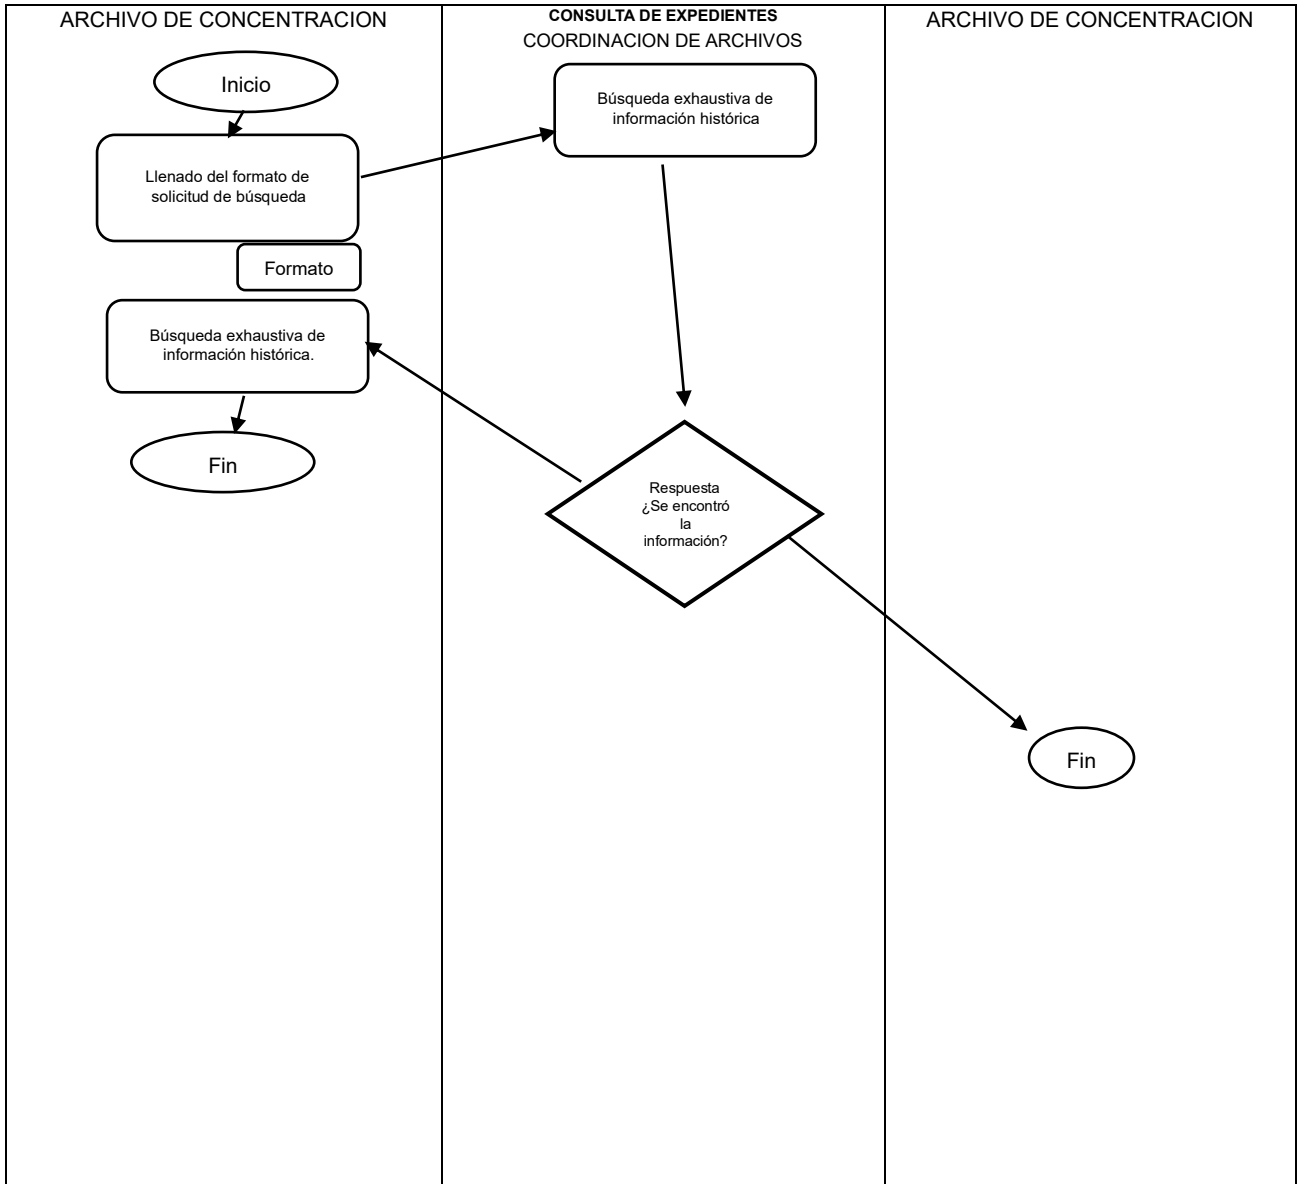 ARCHIVO DE CONCENTRACION
CONSULTA DE EXPEDIENTES
COORDINACION DE ARCHIVOS
ARCHIVO DE CONCENTRACION
Inicio
Llenado del formato de
solicitud de búsqueda
Formato
Búsqueda exhaustiva de
información histórica.
Fin
Búsqueda exhaustiva de
información histórica
Respuesta
¿Se encontró
la
información?
Fin